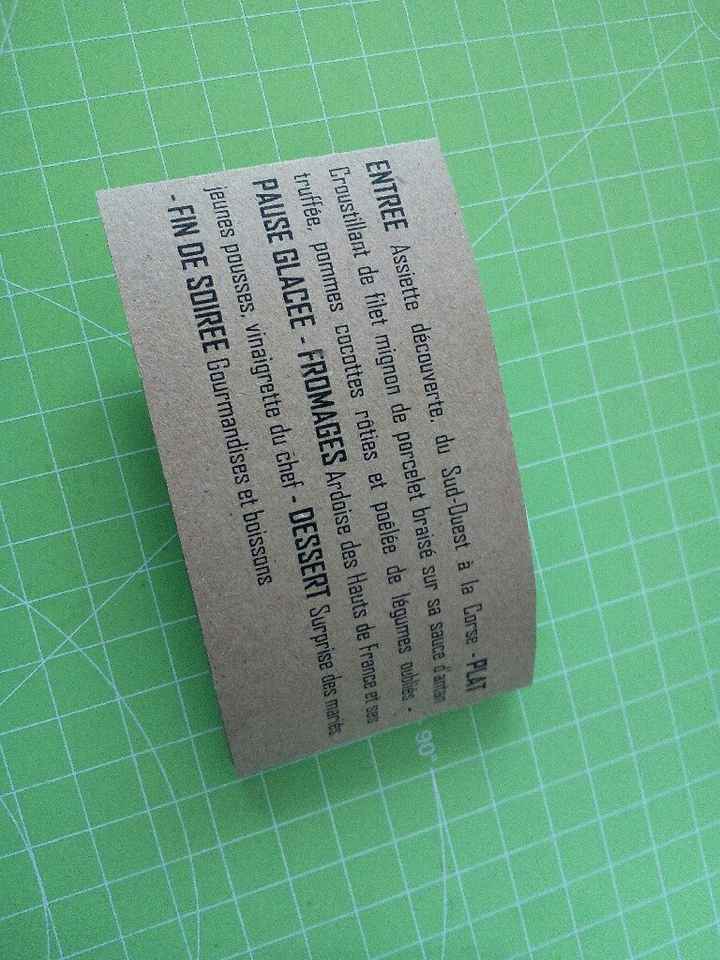 ENTREE Assiette découverte, du Sud-Ouest à la Corse - PLAT
Croustillant de filet mignon de porcelet braisé sur sa sauce d'antan
truffée, pommes cocottes rôties et poêlée de légumes oubliés -
PAUSE GLACEE - FROMAGES Ardoise des Hauts de France et ses
jeunes pousses, vinaigrette du chef - DESSERT Surprise des mariés
- FIN DE SOIREE Gourmandises et boissons
90°